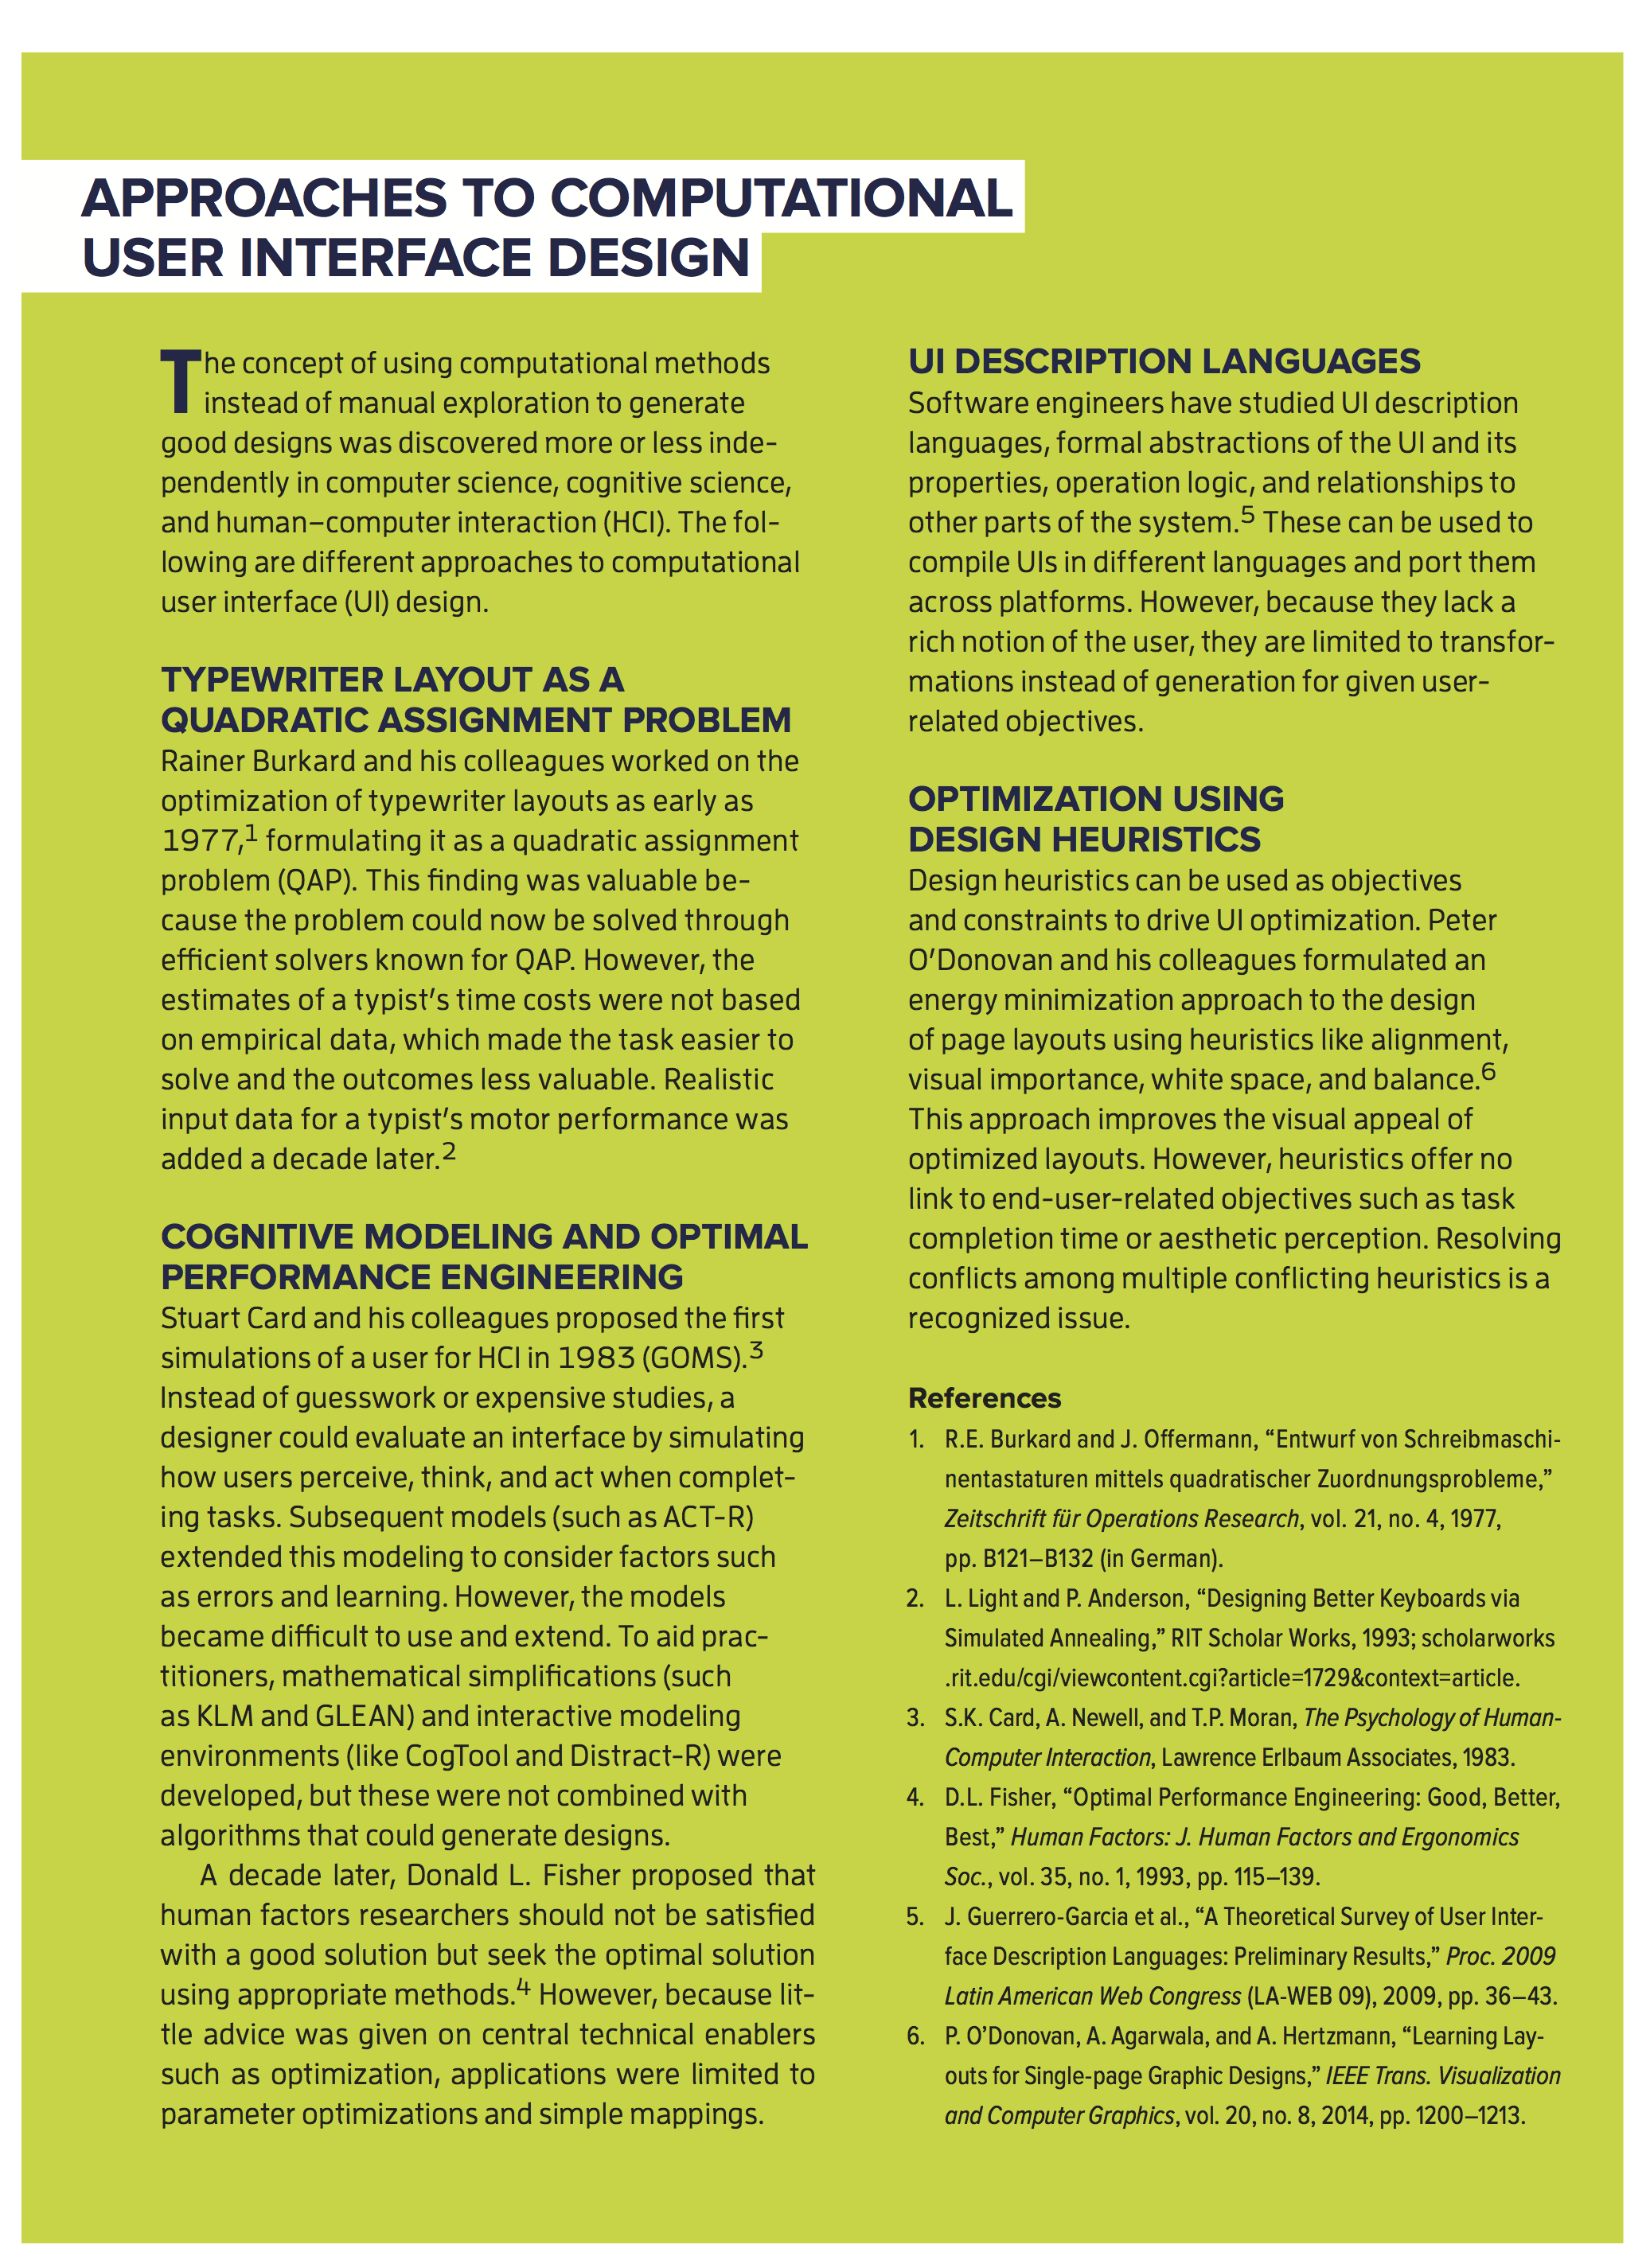 APPROACHES TO COMPUTATIONAL
USER INTERFACE DESIGN
The concept of using computational methods
instead of manual exploration to generate
good designs was discovered more or less inde-
pendently in computer science, cognitive science,
and human–computer interaction (HCI). The fol-
lowing are different approaches to computational
user interface (UI) design.
TYPEWRITER LAYOUT AS A
QUADRATIC ASSIGNMENT PROBLEM
Rainer Burkard and his colleagues worked on the
optimization of typewriter layouts as early as
1977,1 formulating it as a quadratic assignment
problem (QAP). This finding was valuable be-
cause the problem could now be solved through
efficient solvers known for QAP. However, the
estimates of a typist's time costs were not based
on empirical data, which made the task easier to
solve and the outcomes less valuable. Realistic
input data for a typist's motor performance was
added a decade later.2
COGNITIVE MODELING AND OPTIMAL
PERFORMANCE ENGINEERING
Stuart Card and his colleagues proposed the first
simulations of a user for HCI in 1983 (GOMS).3
Instead of guesswork or expensive studies, a
designer could evaluate an interface by simulating
how users perceive, think, and act when complet-
ing tasks. Subsequent models (such as ACT-R)
extended this modeling to consider factors such
as errors and learning. However, the models
became difficult to use and extend. To aid prac-
titioners, mathematical simplifications (such
as KLM and GLEAN) and interactive modeling
environments (like CogTool and Distract-R) were
developed, but these were not combined with
algorithms that could generate designs.
A decade later, Donald L. Fisher proposed that
human factors researchers should not be satisfied
with a good solution but seek the optimal solution
using appropriate methods.4 However, because lit-
tle advice was given on central technical enablers
such as optimization, applications were limited to
parameter optimizations and simple mappings.
UI DESCRIPTION LANGUAGES
Software engineers have studied UI description
languages, formal abstractions of the UI and its
properties, operation logic, and relationships to
other parts of the system.5 These can be used to
compile UIs in different languages and port them
across platforms. However, because they lack a
rich notion of the user, they are limited to transfor-
mations instead of generation for given user-
related objectives.
OPTIMIZATION USING
DESIGN HEURISTICS
Design heuristics can be used as objectives
and constraints to drive UI optimization. Peter
O'Donovan and his colleagues formulated an
energy minimization approach to the design
of page layouts using heuristics like alignment,
visual importance, white space, and balance.6
This approach improves the visual appeal of
optimized layouts. However, heuristics offer no
link to end-user-related objectives such as task
completion time or aesthetic perception. Resolving
conflicts among multiple conflicting heuristics is a
recognized issue.
References
1. R.E. Burkard and J. Offermann, “Entwurf von Schreibmaschi-
nentastaturen mittels quadratischer Zuordnungsprobleme,”
Zeitschrift für Operations Research, vol. 21, no. 4, 1977,
pp. B121–B132 (in German).
2. L. Light and P. Anderson, “Designing Better Keyboards via
Simulated Annealing,” RIT Scholar Works, 1993; scholarworks
.rit.edu/cgi/viewcontent.cgi?article=1729&context=article.
3. S.K. Card, A. Newell, and T.P. Moran, The Psychology of Human-
Computer Interaction, Lawrence Erlbaum Associates, 1983.
4. D.L. Fisher, “Optimal Performance Engineering: Good, Better,
Best,” Human Factors: J. Human Factors and Ergonomics
Soc., vol. 35, no. 1, 1993, pp. 115–139.
5. J. Guerrero-Garcia et al., “A Theoretical Survey of User Inter-
face Description Languages: Preliminary Results,” Proc. 2009
Latin American Web Congress (LA-WEB 09), 2009, pp. 36–43.
6. P. O'Donovan, A. Agarwala, and A. Hertzmann, “Learning Lay-
outs for Single-page Graphic Designs,” IEEE Trans. Visualization
and Computer Graphics, vol. 20, no. 8, 2014, pp. 1200–1213.